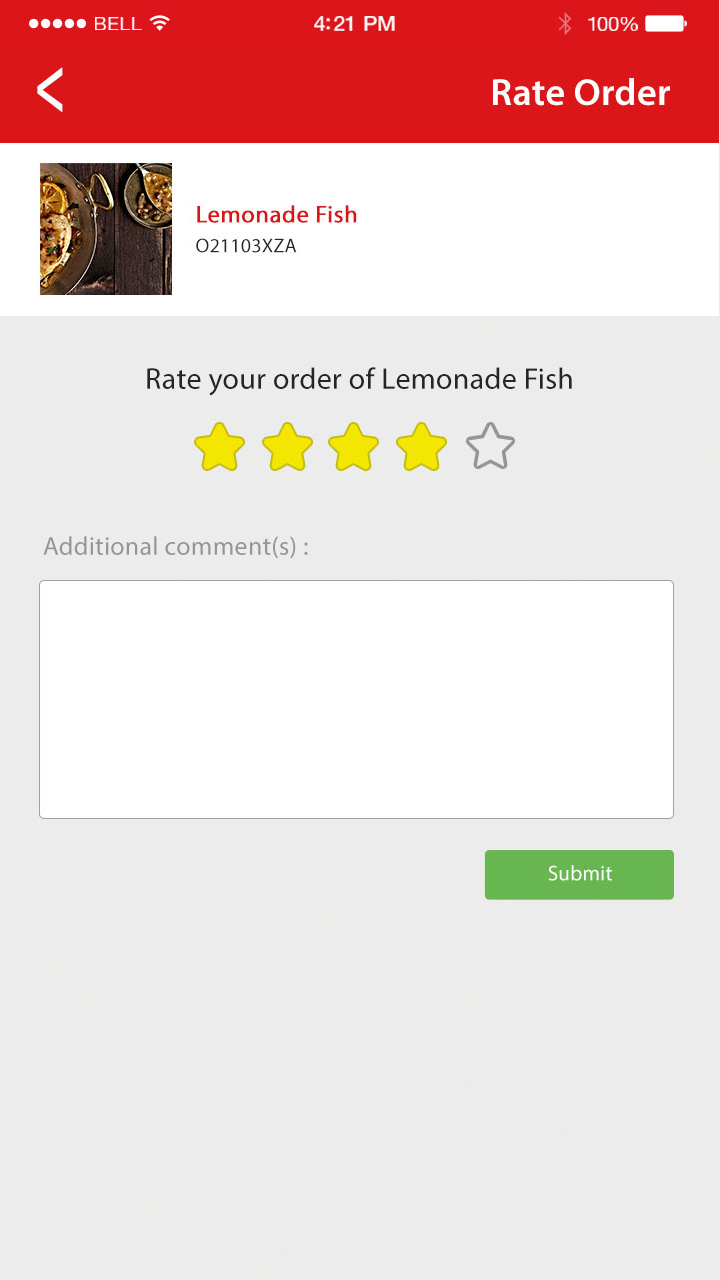 BELL 4:21 PM 100%
Rate Order
Lemonade Fish
O21103XZA
Rate your order of Lemonade Fish
Additional comment(s) :
Submit